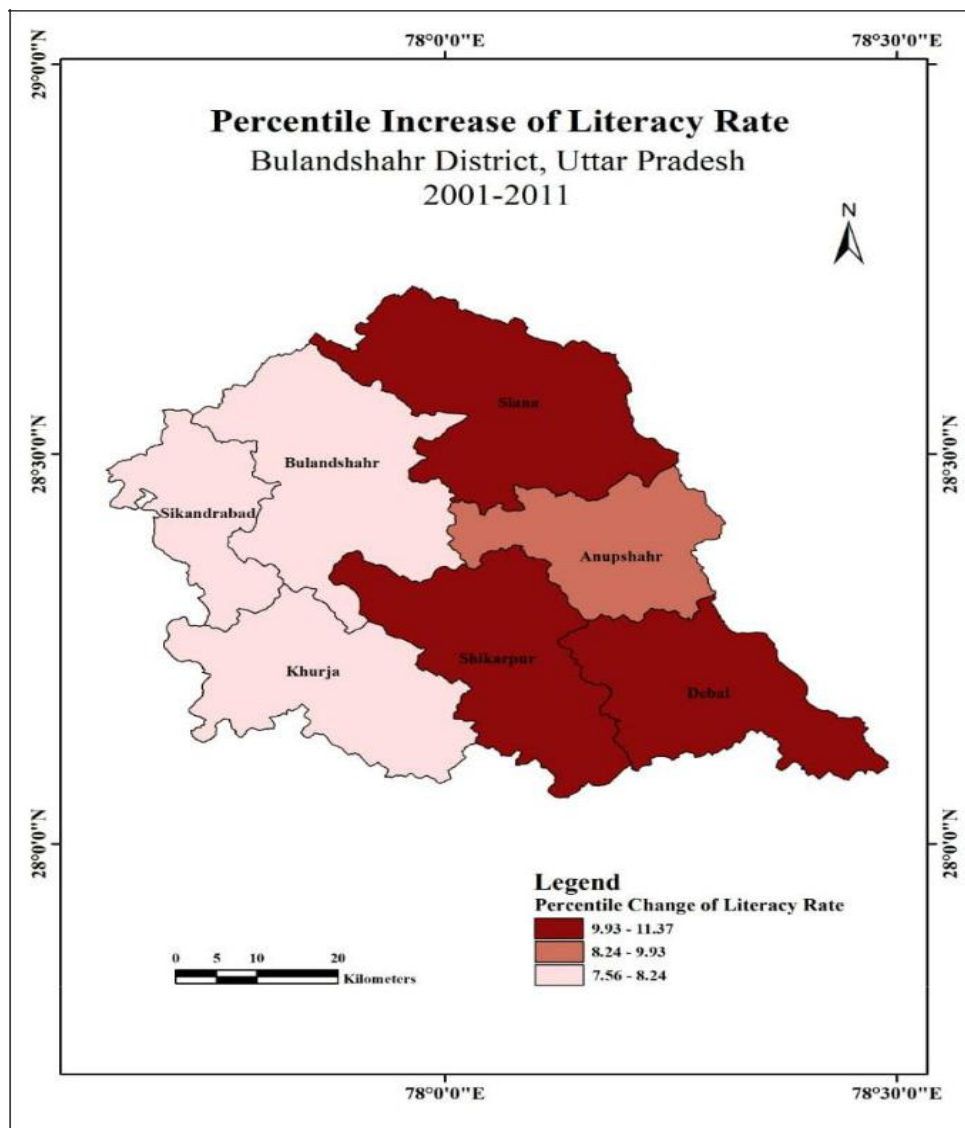 78°0'0"E
78°30'0"E
29°0'0"N
Percentile Increase of Literacy Rate
Bulandshahr District, Uttar Pradesh
2001-2011
N
Siana
28°30'0"N
28°30'0"N
Bulandshahr
Sikandrabad
Anupshahr
Shikarpur
Khurja
Debai
28°0'0"N
28°0'0"N
Legend
Percentile Change of Literacy Rate
9.93 - 11.37
8.24 - 9.93
7.56 - 8.24
0 5 10 20
Kilometers
78°0'0"E
78°30'0"E